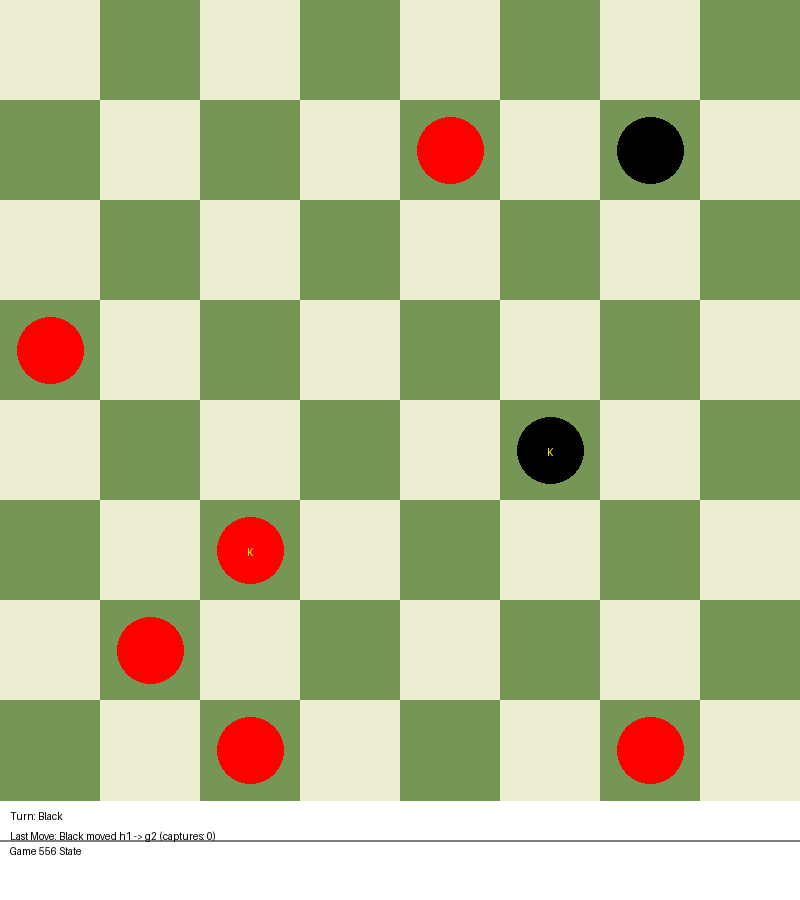 K
K
Turn: Black
Last Move: Black moved h1 -> g2 (captures: 0)
Game 556 State